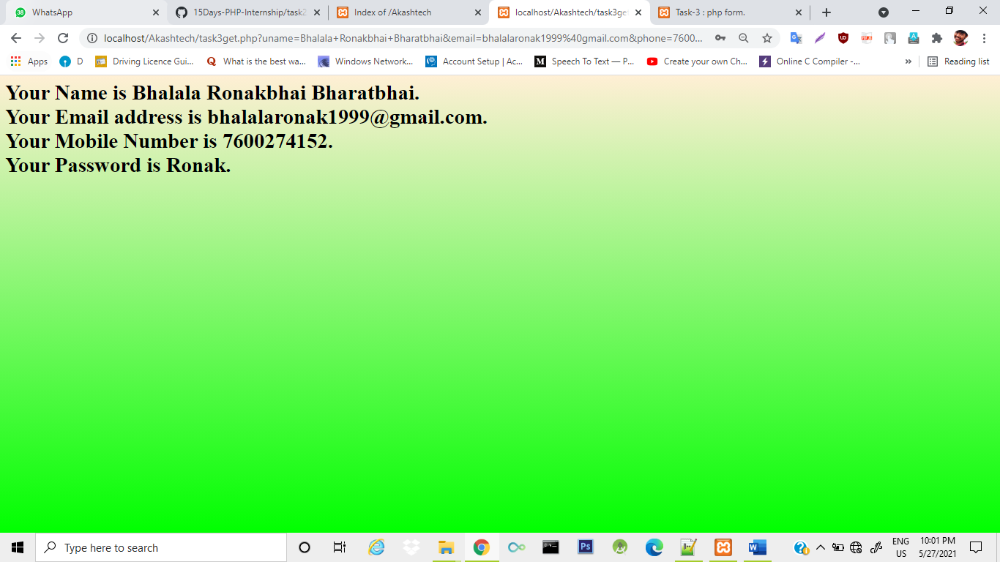 38 WhatsApp
15Days-PHP-Internship/task2
Index of /Akashtech
localhost/Akashtech/task3get
Task-3 : php form.
localhost/Akashtech/task3get.php?uname=Bhalala+Ronakbhai+Bharatbhai&email=bhalalaronak1999%40gmail.com&phone=7600...
Apps
D
Driving Licence Gui...
What is the best wa...
Windows Network...
Account Setup | Ac...
Speech To Text — P...
Create your own Ch...
Online C Compiler -...
»
Reading list
Your Name is Bhalala Ronakbhai Bharatbhai.
Your Email address is bhalalaronak1999@gmail.com.
Your Mobile Number is 7600274152.
Your Password is Ronak.
Type here to search
Ps
ENG
US
10:01 PM
5/27/2021